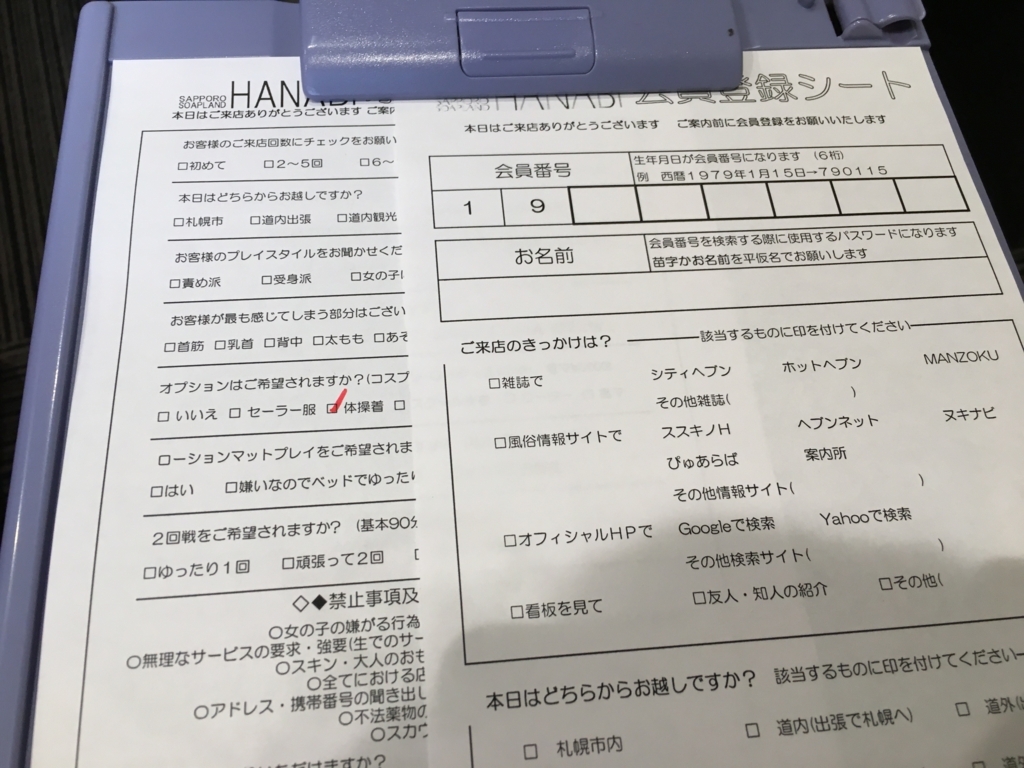 SAPPORO
SOAPLAND
HANABI
本日はご来店ありがとうございます ご案
お客様のご来店回数にチェックをお願い
□初めて □2～5回 □6～
本日はどちらからお越しですか?
□札幌市 □道内出張 □道内観光
お客様のプレイスタイルをお聞かせくだ
□責め派 □受身派 □女の子に
お客様が最も感じてしまう部分はござい
□首筋 □乳首 □背中 □太もも □あそ
オプションはご希望されますか?(コスプ
□いいえ □セーラー服 □体操着 □
ローションマットプレイをご希望されま
□はい □嫌いなのでベッドでゆったり
2回戦をご希望されますか? (基本90分
□ゆったり1回 □頑張って2回 □
◇◆禁止事項及
○女の子の嫌がる行為
○無理なサービスの要求・強要(生でのサー
○スキン・大人のおも
○全てにおける店
○アドレス・携帯番号の聞き出し
○不法薬物の
○スカウ
ただけますか?
HANABI 会員登録シート
本日はご来店ありがとうございます ご案内前に会員登録をお願いいたします
会員番号
生年月日が会員番号になります (6桁)
例 西暦1979年1月15日→790115
1 9
お名前
会員番号を検索する際に使用するパスワードになります
苗字かお名前を平仮名でお願いします
ご来店のきっかけは? 該当するものに印を付けてください
□雑誌で シティヘブン ホットヘブン MANZOKU
その他雑誌( )
□風俗情報サイトで ススキノH ヘブンネット ヌキナビ
ぴゅあらば 案内所
その他情報サイト( )
□オフィシャルHPで Googleで検索 Yahooで検索
その他検索サイト( )
□看板を見て □友人・知人の紹介 □その他(
本日はどちらからお越しですか? 該当するものに印を付けてください
□ 札幌市内 □ 道内(出張で札幌へ) □ 道外(出